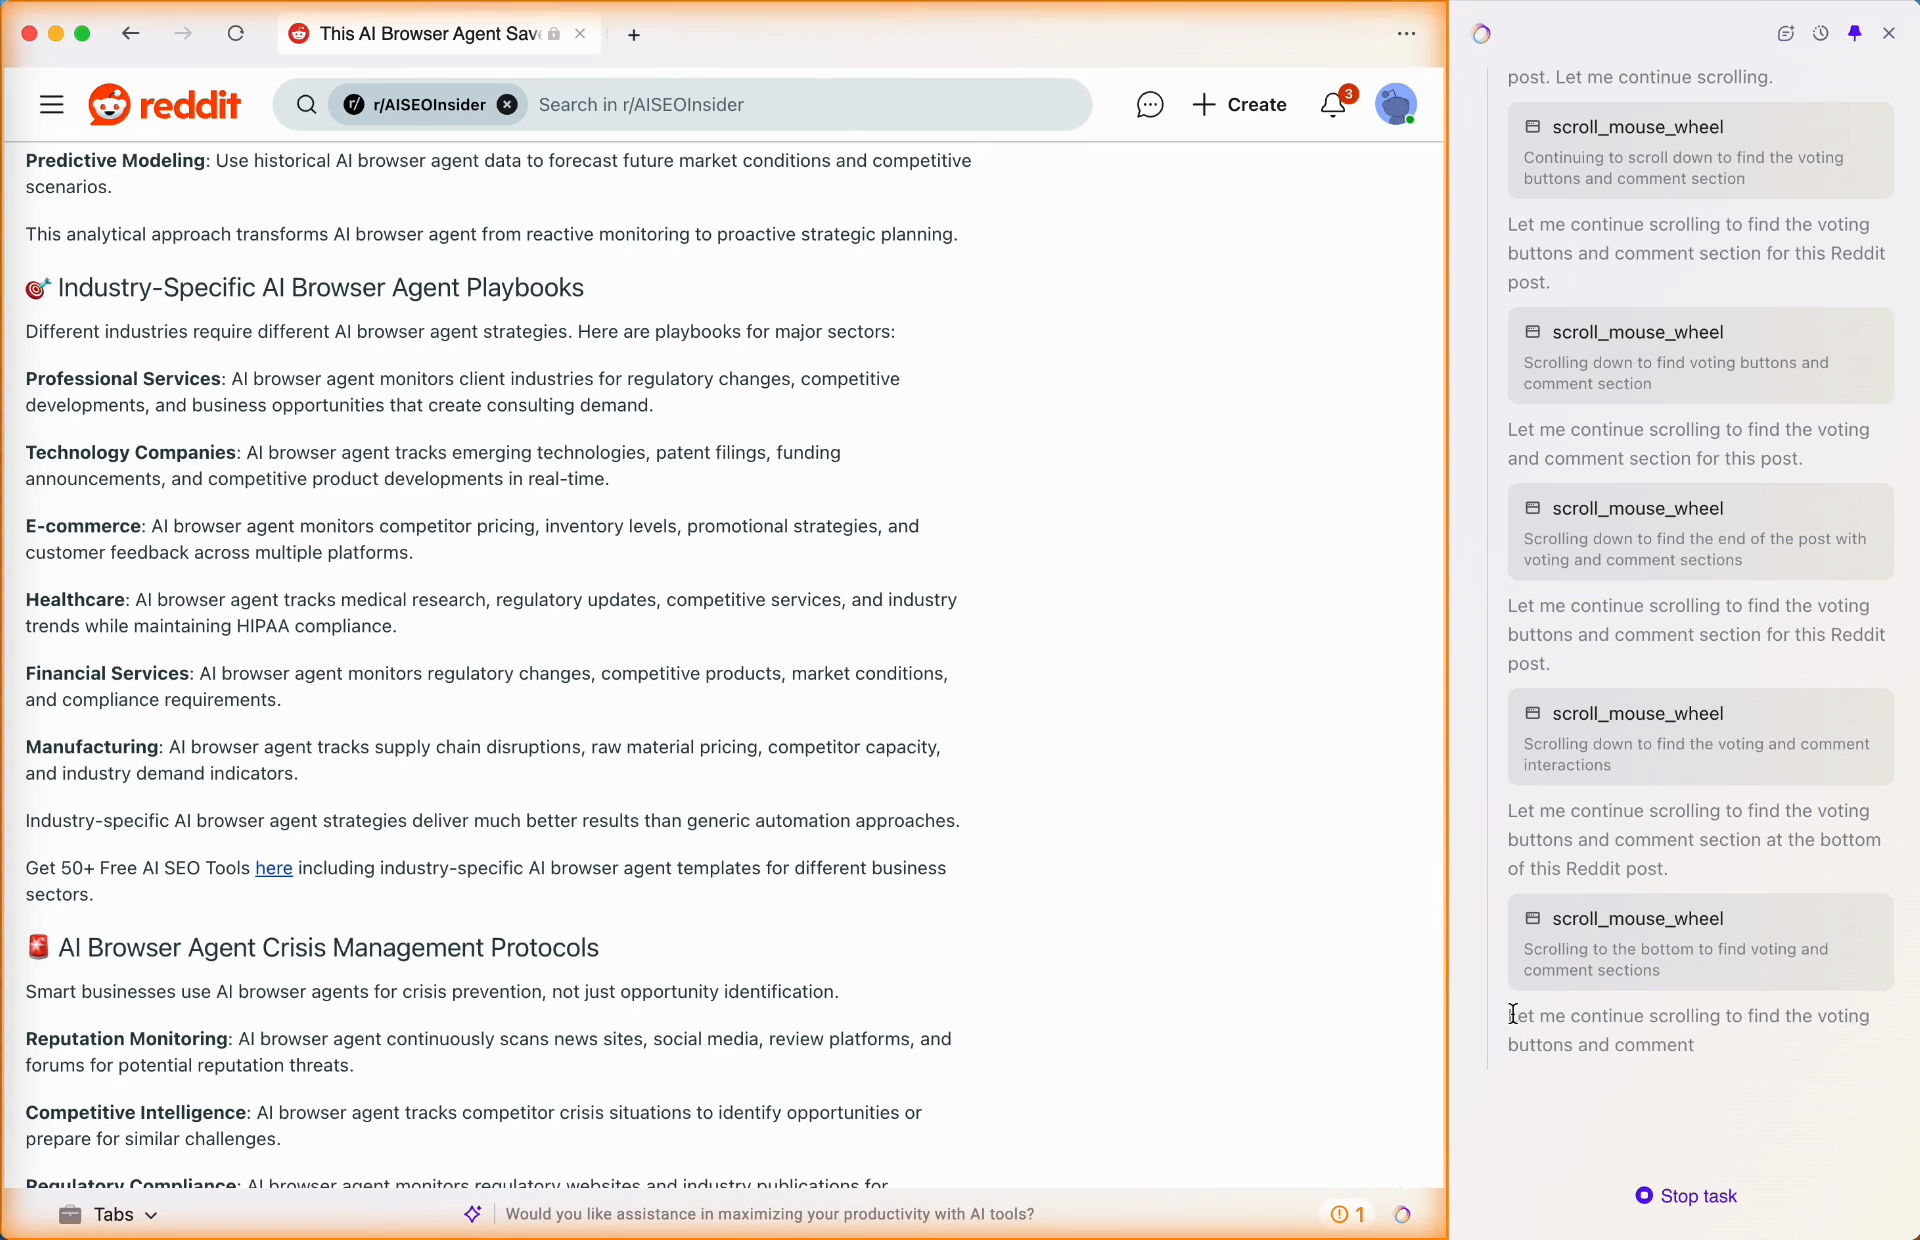 This AI Browser Agent Sav
reddit
r/AISEOInsider
Search in r/AISEOInsider
Create
3
Predictive Modeling: Use historical AI browser agent data to forecast future market conditions and competitive
scenarios.
This analytical approach transforms AI browser agent from reactive monitoring to proactive strategic planning.
🎯 Industry-Specific AI Browser Agent Playbooks
Different industries require different AI browser agent strategies. Here are playbooks for major sectors:
Professional Services: AI browser agent monitors client industries for regulatory changes, competitive
developments, and business opportunities that create consulting demand.
Technology Companies: AI browser agent tracks emerging technologies, patent filings, funding
announcements, and competitive product developments in real-time.
E-commerce: AI browser agent monitors competitor pricing, inventory levels, promotional strategies, and
customer feedback across multiple platforms.
Healthcare: AI browser agent tracks medical research, regulatory updates, competitive services, and industry
trends while maintaining HIPAA compliance.
Financial Services: AI browser agent monitors regulatory changes, competitive products, market conditions,
and compliance requirements.
Manufacturing: AI browser agent tracks supply chain disruptions, raw material pricing, competitor capacity,
and industry demand indicators.
Industry-specific AI browser agent strategies deliver much better results than generic automation approaches.
Get 50+ Free AI SEO Tools here including industry-specific AI browser agent templates for different business
sectors.
🚨 AI Browser Agent Crisis Management Protocols
Smart businesses use AI browser agents for crisis prevention, not just opportunity identification.
Reputation Monitoring: AI browser agent continuously scans news sites, social media, review platforms, and
forums for potential reputation threats.
Competitive Intelligence: AI browser agent tracks competitor crisis situations to identify opportunities or
prepare for similar challenges.
Regulatory Compliance: AI browser agent monitors regulatory websites and industry publications for
Tabs
Would you like assistance in maximizing your productivity with AI tools?
1
post. Let me continue scrolling.
scroll_mouse_wheel
Continuing to scroll down to find the voting
buttons and comment section
Let me continue scrolling to find the voting
buttons and comment section for this Reddit
post.
scroll_mouse_wheel
Scrolling down to find voting buttons and
comment section
Let me continue scrolling to find the voting
and comment section for this post.
scroll_mouse_wheel
Scrolling down to find the end of the post with
voting and comment sections
Let me continue scrolling to find the voting
buttons and comment section for this Reddit
post.
scroll_mouse_wheel
Scrolling down to find the voting and comment
interactions
Let me continue scrolling to find the voting
buttons and comment section at the bottom
of this Reddit post.
scroll_mouse_wheel
Scrolling to the bottom to find voting and
comment sections
Let me continue scrolling to find the voting
buttons and comment
Stop task